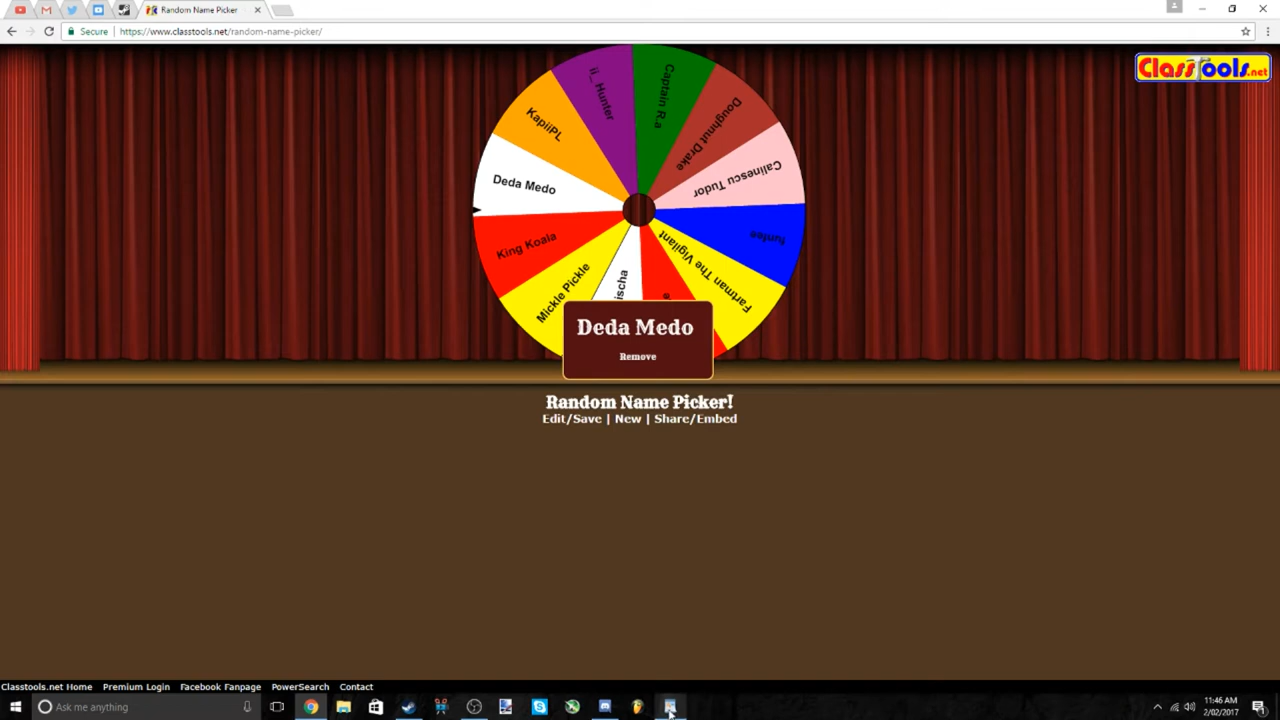 Random Name Picker
Secure https://www.classtools.net/random-name-picker/
ClassTools.net
ii_ Hunter
Captain R.a
KapiiPL
Doughnut Drake
Deda Medo
Calinescu Tudor
King Koala
Mickle Pickle
Fartman The Vigilant
Deda Medo
Remove
Random Name Picker!
Edit/Save | New | Share/Embed
Classtools.net Home Premium Login Facebook Fanpage PowerSearch Contact
Ask me anything
11:46 AM
2/02/2017